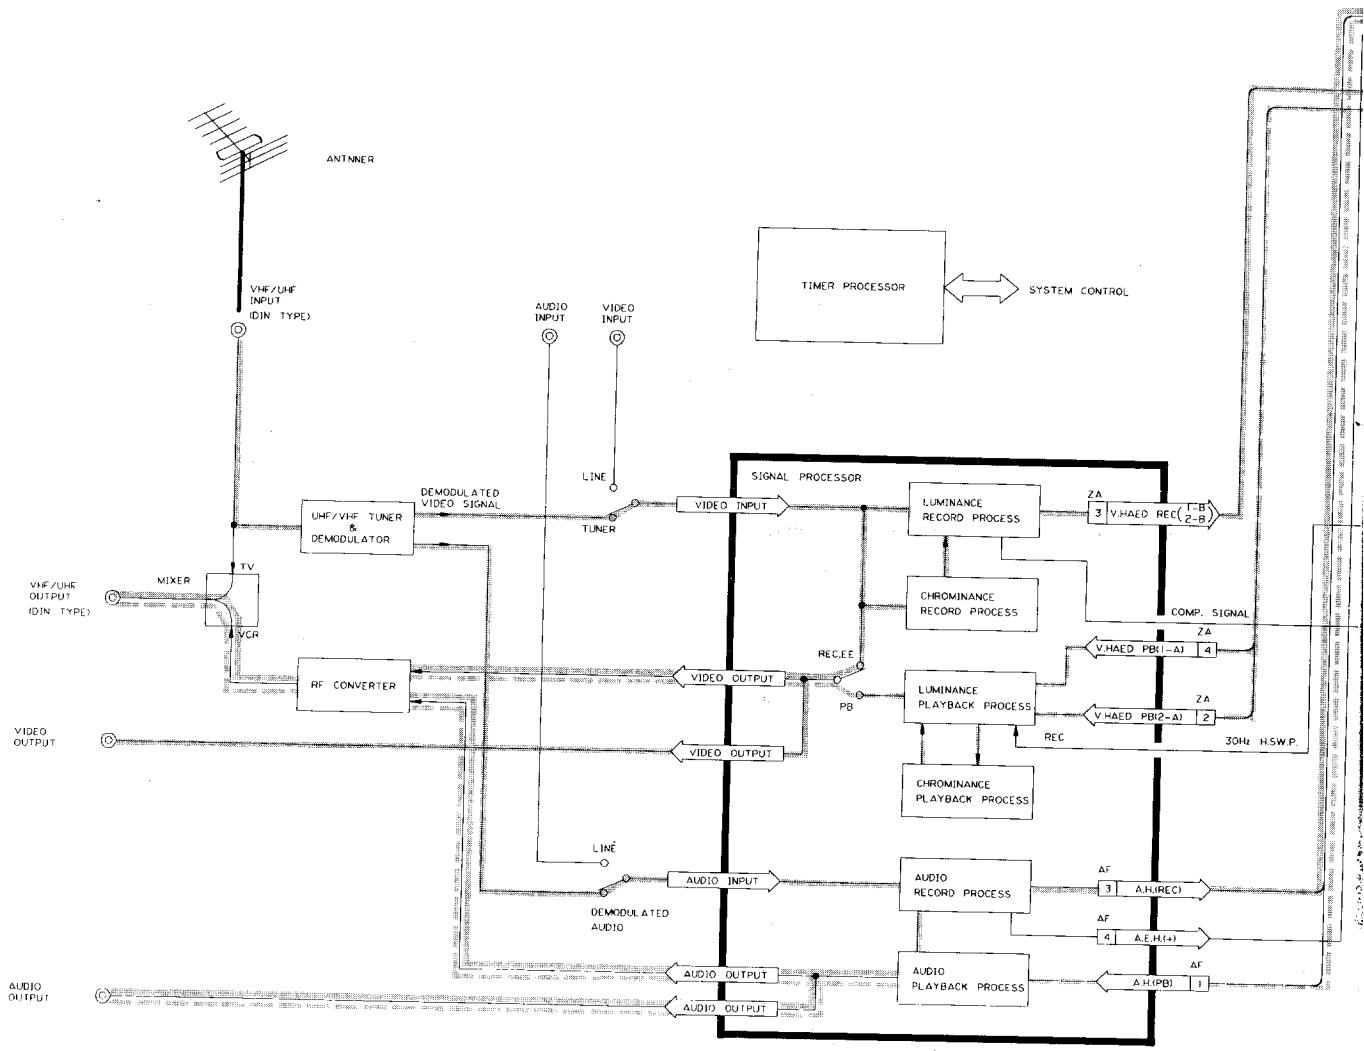 ANTNNER
VHF/UHF
INPUT
(DIN TYPE)
AUDIO
INPUT
VIDEO
INPUT
TIMER PROCESSOR
SYSTEM CONTROL
LINE
TUNER
DEMODULATED
VIDEO SIGNAL
UHF/VHF TUNER
&
DEMODULATOR
SIGNAL PROCESSOR
VIDEO INPUT
LUMINANCE
RECORD PROCESS
ZA
3 V.HAED REC(1-B
2-B)
CHROMINANCE
RECORD PROCESS
COMP. SIGNAL
MIXER
TV
VCR
VHF/UHF
OUTPUT
(DIN TYPE)
RF CONVERTER
REC,EE
PB
VIDEO OUTPUT
LUMINANCE
PLAYBACK PROCESS
ZA
V.HAED PB(1-A) 4
ZA
V.HAED PB(2-A) 2
REC
30Hz H.SW.P.
VIDEO
OUTPUT
VIDEO OUTPUT
CHROMINANCE
PLAYBACK PROCESS
LINE
AUDIO INPUT
DEMODULATED
AUDIO
AUDIO
RECORD PROCESS
AF
3 A.H.(REC)
AF
4 A.E.H.(+)
AUDIO OUTPUT
AUDIO
PLAYBACK PROCESS
AF
A.H.(PB) 1
AUDIO
OUTPUT
AUDIO OUTPUT